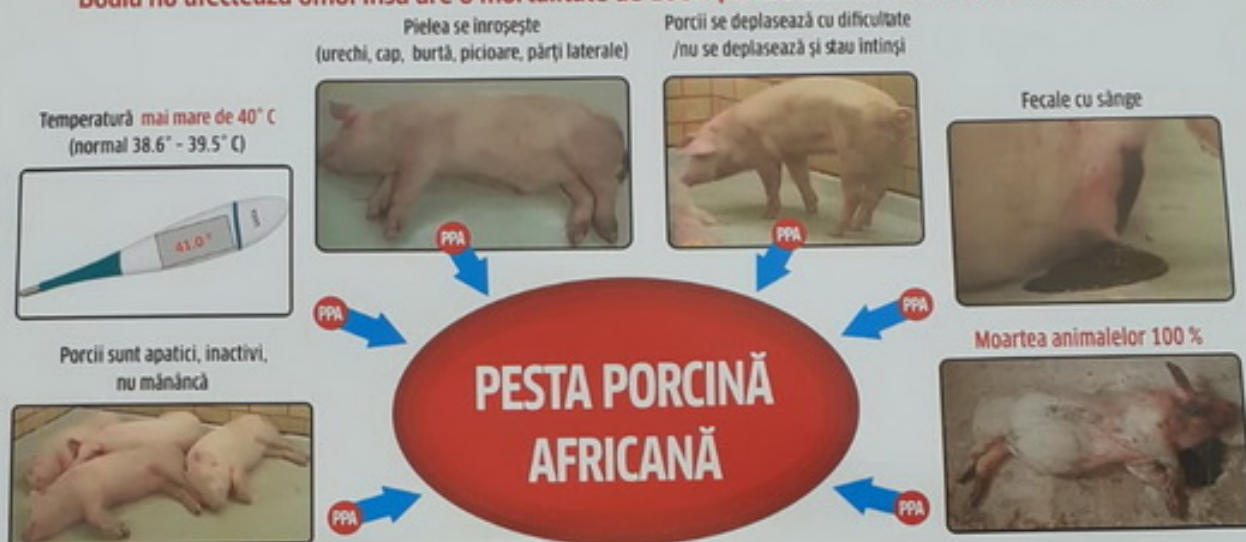 Pielea se înroșește
(urechi, cap, burtă, picioare, părți laterale)
Porcii se deplasează cu dificultate
/nu se deplasează și stau întinși
Temperatură mai mare de 40° C
(normal 38.6° - 39.5° C)
41.0°
Fecale cu sânge
PPA
PPA
PPA
PPA
Porcii sunt apatici, inactivi,
nu mănâncă
Moartea animalelor 100 %
PESTA PORCINĂ
AFRICANĂ
PPA
PPA